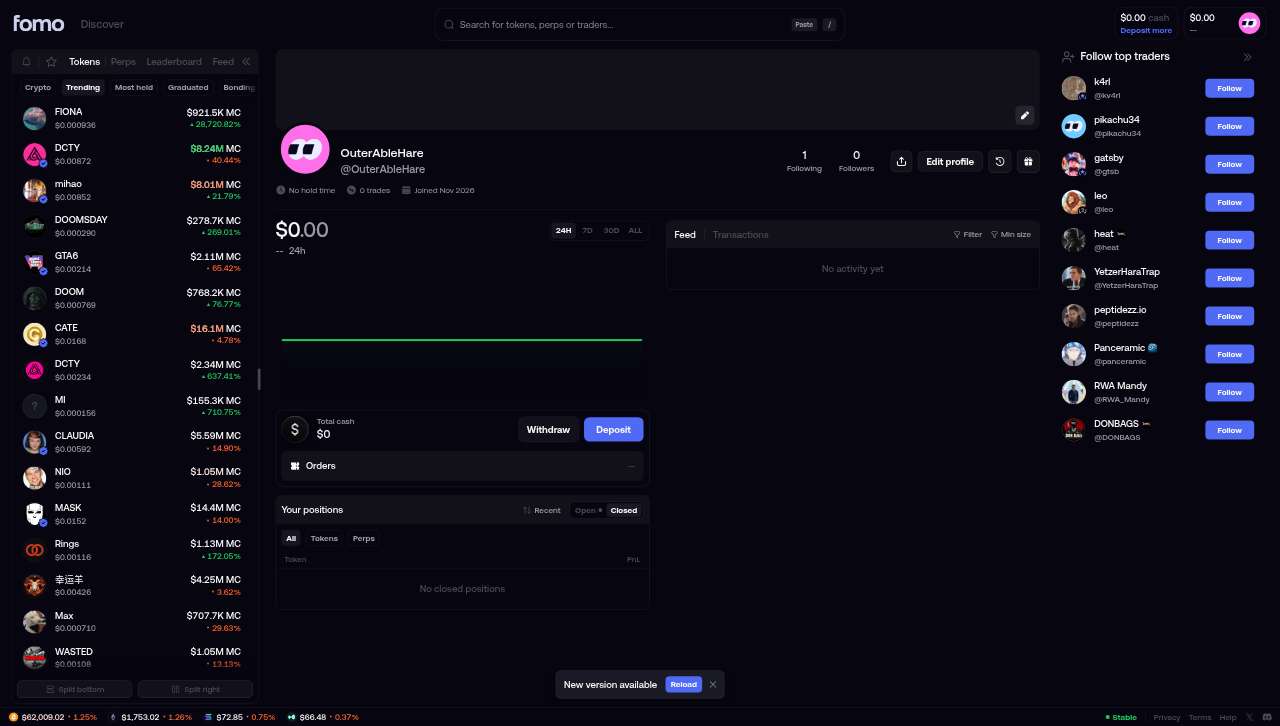 fomo
Discover
Search for tokens, perps or traders...
Paste
/
$0.00 cash
Deposit more
$0.00
—
Tokens
Perps
Leaderboard
Feed
Crypto
Trending
Most held
Graduated
Bonding
FIONA
$921.5K MC
$0.000936
28,720.82%
DCTY
$8.24M MC
$0.00872
40.44%
mihao
$8.01M MC
$0.00852
21.79%
DOOMSDAY
$278.7K MC
$0.000290
269.01%
GTA6
$2.11M MC
$0.00214
65.42%
DOOM
$768.2K MC
$0.000769
76.77%
CATE
$16.1M MC
$0.0168
4.78%
DCTY
$2.34M MC
$0.00234
637.41%
?
MI
$155.3K MC
$0.000156
710.75%
CLAUDIA
$5.59M MC
$0.00592
14.90%
NIO
$1.05M MC
$0.00111
28.62%
MASK
$14.4M MC
$0.0152
14.00%
Rings
$1.13M MC
$0.00116
172.05%
幸运羊
$4.25M MC
$0.00426
3.62%
Max
$707.7K MC
$0.000710
29.63%
WASTED
$1.05M MC
$0.00108
13.13%
Split bottom
Split right
OuterAbleHare
@OuterAbleHare
1
Following
0
Followers
Edit profile
No hold time
0 trades
Joined Nov 2026
$0.00
-- 24h
24H
7D
30D
ALL
$
Total cash
$0
Withdraw
Deposit
Orders
—
Your positions
Recent
Open
Closed
All
Tokens
Perps
Token
PnL
No closed positions
Feed
Transactions
Filter
Min size
No activity yet
Follow top traders
k4rl
@kv4rl
Follow
pikachu34
@pikachu34
Follow
gatsby
@gtsb
Follow
leo
@leo
Follow
heat
@heat
Follow
YetzerHaraTrap
@YetzerHaraTrap
Follow
peptidezz.io
@peptidezz
Follow
Panceramic
@panceramic
Follow
RWA Mandy
@RWA_Mandy
Follow
DONBAGS
@DONBAGS
Follow
New version available
Reload
$62,009.02
1.25%
$1,753.02
1.26%
$72.85
0.75%
$66.48
0.37%
Stable
Privacy
Terms
Help